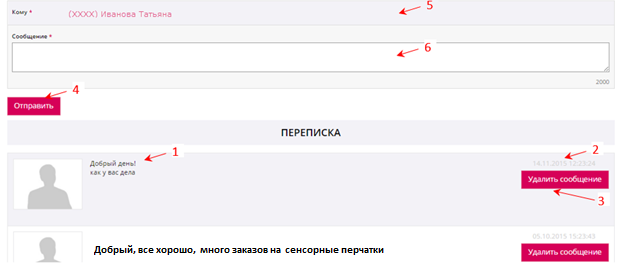 Кому * (XXXX) Иванова Татьяна 5
Сообщение *
6
2000
4
Отправить
ПЕРЕПИСКА
1 2
Добрый день! 14.11.2015 12:23:24
как у вас дела
Удалить сообщение
3
05.10.2015 15:23:45
Добрый, все хорошо, много заказов на сенсорные перчатки
Удалить сообщение